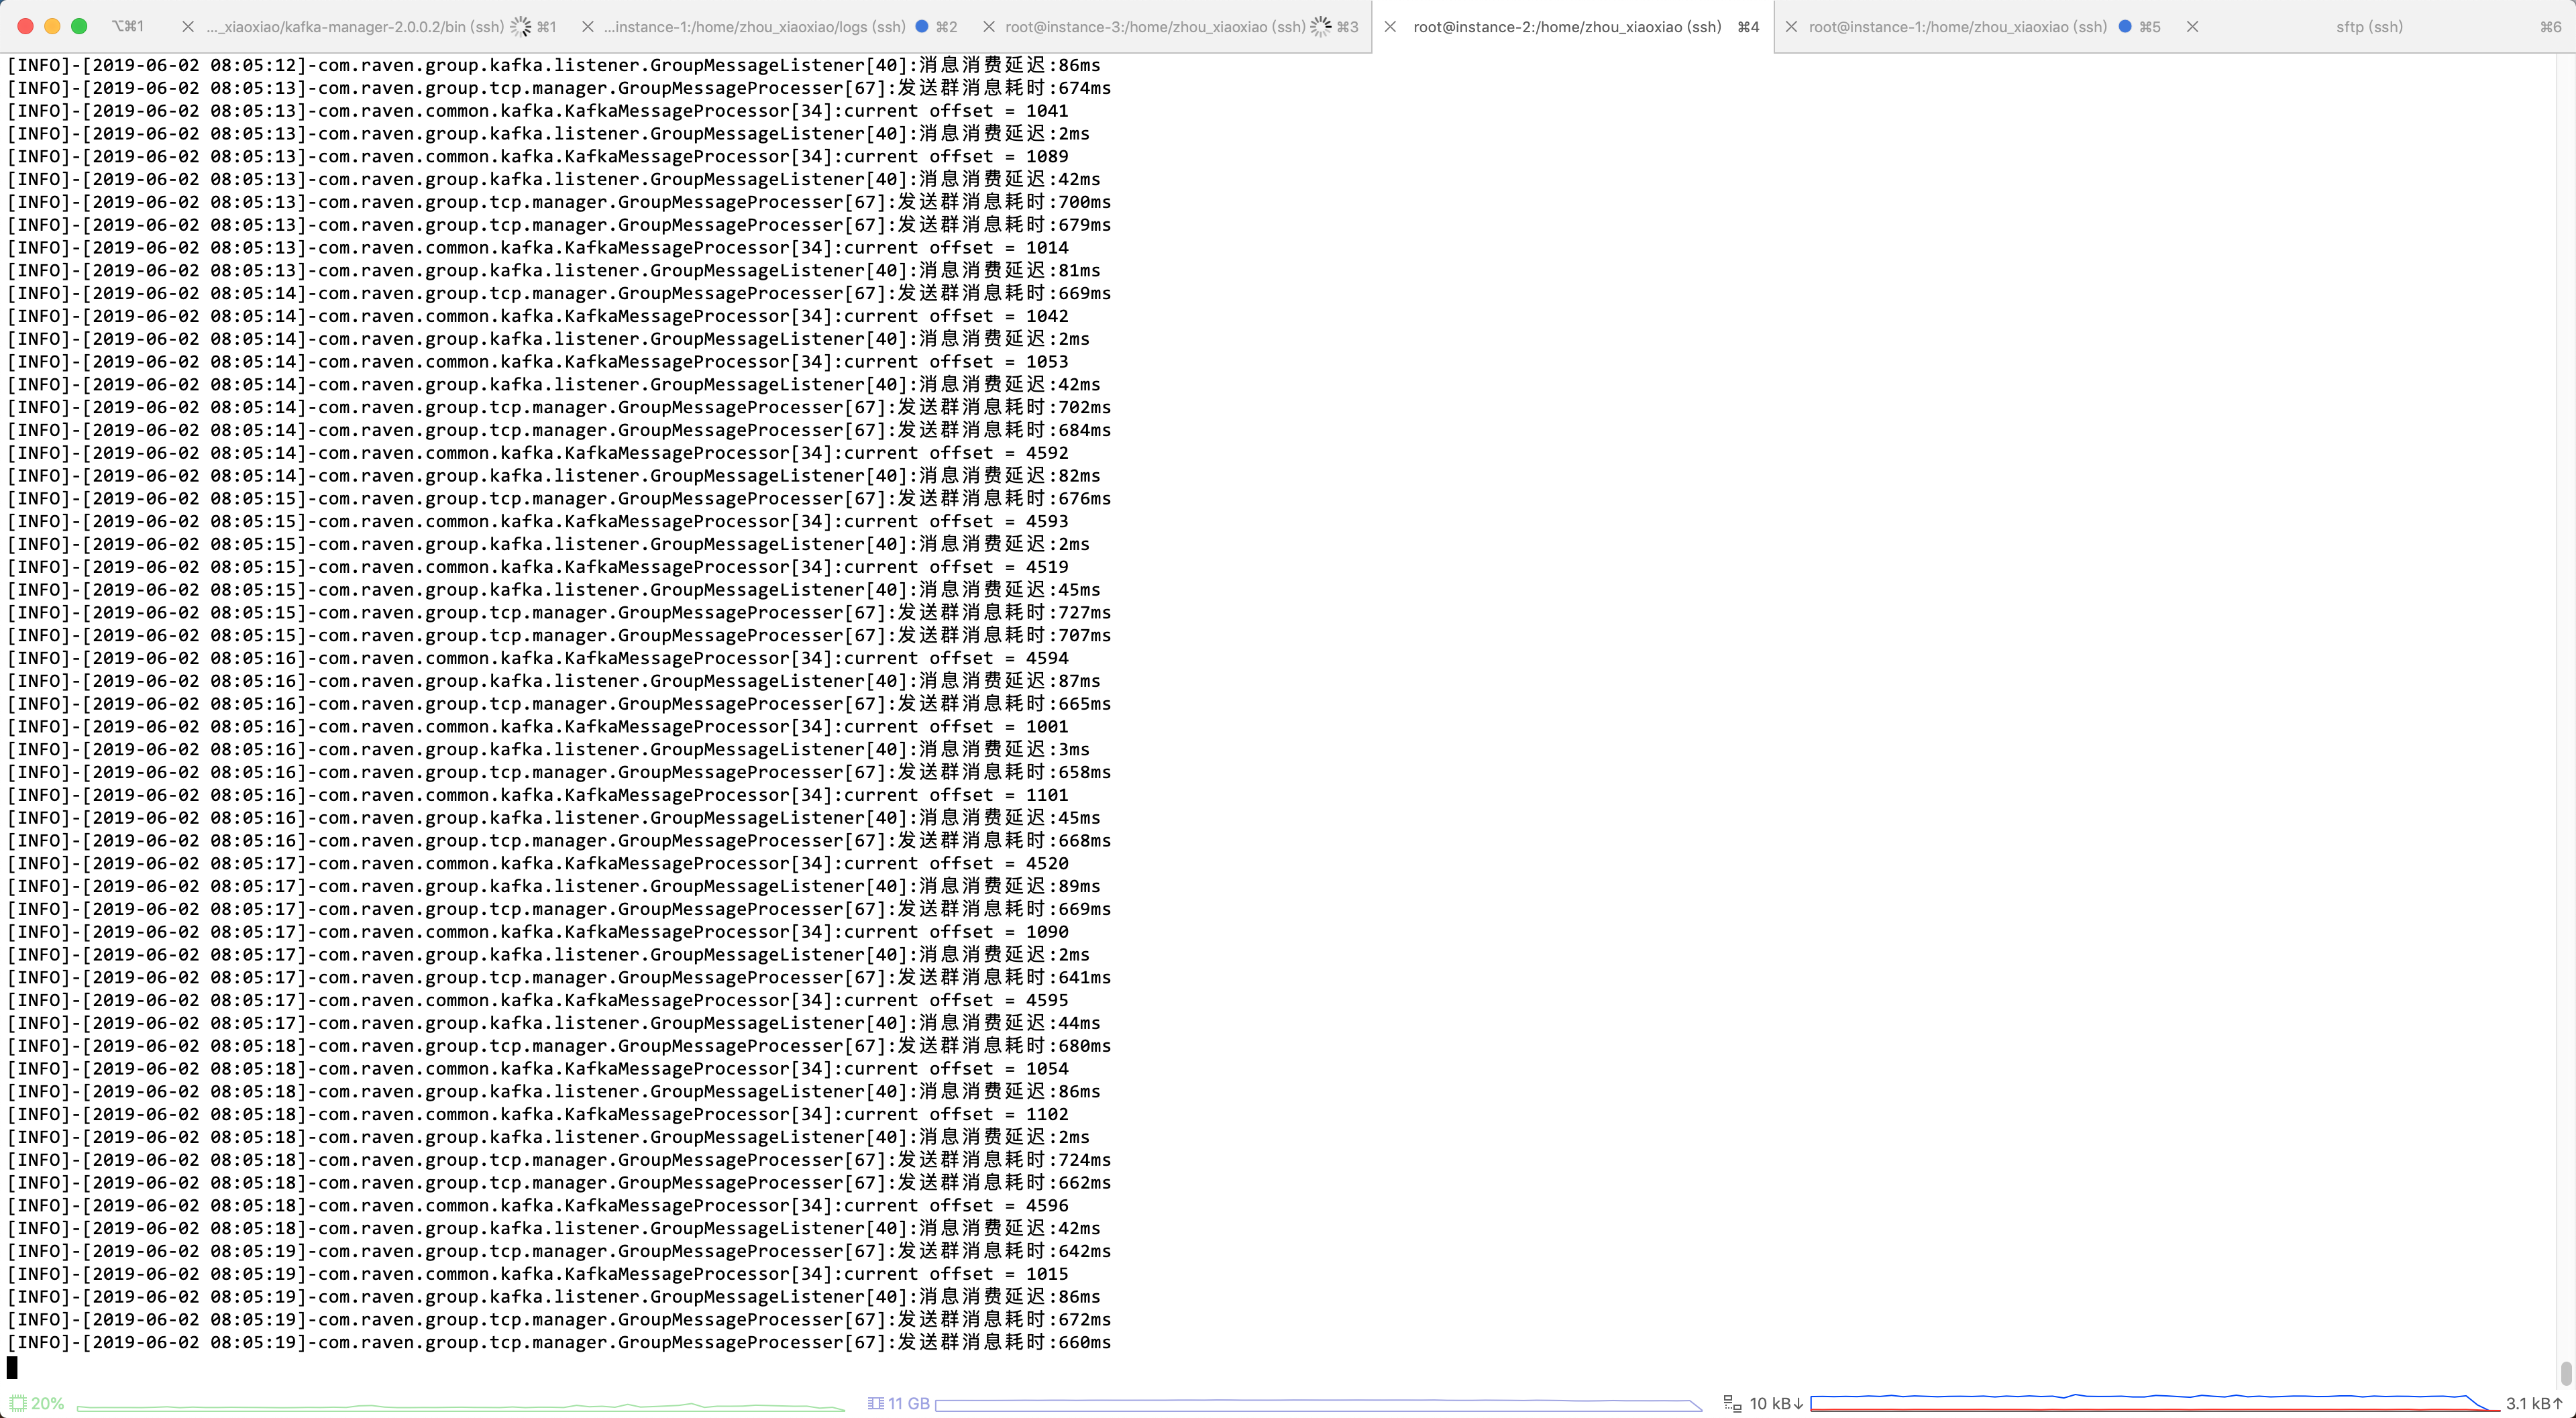 ⌥⌘1 ..._xiaoxiao/kafka-manager-2.0.0.2/bin (ssh) ⌘1 ...instance-1:/home/zhou_xiaoxiao/logs (ssh) ⌘2 root@instance-3:/home/zhou_xiaoxiao (ssh) ⌘3 root@instance-2:/home/zhou_xiaoxiao (ssh) ⌘4 root@instance-1:/home/zhou_xiaoxiao (ssh) ⌘5 sftp (ssh) ⌘6
[INFO]-[2019-06-02 08:05:12]-com.raven.group.kafka.listener.GroupMessageListener[40]:消息消费延迟:86ms
[INFO]-[2019-06-02 08:05:13]-com.raven.group.tcp.manager.GroupMessageProcesser[67]:发送群消息耗时:674ms
[INFO]-[2019-06-02 08:05:13]-com.raven.common.kafka.KafkaMessageProcessor[34]:current offset = 1041
[INFO]-[2019-06-02 08:05:13]-com.raven.group.kafka.listener.GroupMessageListener[40]:消息消费延迟:2ms
[INFO]-[2019-06-02 08:05:13]-com.raven.common.kafka.KafkaMessageProcessor[34]:current offset = 1089
[INFO]-[2019-06-02 08:05:13]-com.raven.group.kafka.listener.GroupMessageListener[40]:消息消费延迟:42ms
[INFO]-[2019-06-02 08:05:13]-com.raven.group.tcp.manager.GroupMessageProcesser[67]:发送群消息耗时:700ms
[INFO]-[2019-06-02 08:05:13]-com.raven.group.tcp.manager.GroupMessageProcesser[67]:发送群消息耗时:679ms
[INFO]-[2019-06-02 08:05:13]-com.raven.common.kafka.KafkaMessageProcessor[34]:current offset = 1014
[INFO]-[2019-06-02 08:05:13]-com.raven.group.kafka.listener.GroupMessageListener[40]:消息消费延迟:81ms
[INFO]-[2019-06-02 08:05:14]-com.raven.group.tcp.manager.GroupMessageProcesser[67]:发送群消息耗时:669ms
[INFO]-[2019-06-02 08:05:14]-com.raven.common.kafka.KafkaMessageProcessor[34]:current offset = 1042
[INFO]-[2019-06-02 08:05:14]-com.raven.group.kafka.listener.GroupMessageListener[40]:消息消费延迟:2ms
[INFO]-[2019-06-02 08:05:14]-com.raven.common.kafka.KafkaMessageProcessor[34]:current offset = 1053
[INFO]-[2019-06-02 08:05:14]-com.raven.group.kafka.listener.GroupMessageListener[40]:消息消费延迟:42ms
[INFO]-[2019-06-02 08:05:14]-com.raven.group.tcp.manager.GroupMessageProcesser[67]:发送群消息耗时:702ms
[INFO]-[2019-06-02 08:05:14]-com.raven.group.tcp.manager.GroupMessageProcesser[67]:发送群消息耗时:684ms
[INFO]-[2019-06-02 08:05:14]-com.raven.common.kafka.KafkaMessageProcessor[34]:current offset = 4592
[INFO]-[2019-06-02 08:05:14]-com.raven.group.kafka.listener.GroupMessageListener[40]:消息消费延迟:82ms
[INFO]-[2019-06-02 08:05:15]-com.raven.group.tcp.manager.GroupMessageProcesser[67]:发送群消息耗时:676ms
[INFO]-[2019-06-02 08:05:15]-com.raven.common.kafka.KafkaMessageProcessor[34]:current offset = 4593
[INFO]-[2019-06-02 08:05:15]-com.raven.group.kafka.listener.GroupMessageListener[40]:消息消费延迟:2ms
[INFO]-[2019-06-02 08:05:15]-com.raven.common.kafka.KafkaMessageProcessor[34]:current offset = 4519
[INFO]-[2019-06-02 08:05:15]-com.raven.group.kafka.listener.GroupMessageListener[40]:消息消费延迟:45ms
[INFO]-[2019-06-02 08:05:15]-com.raven.group.tcp.manager.GroupMessageProcesser[67]:发送群消息耗时:727ms
[INFO]-[2019-06-02 08:05:15]-com.raven.group.tcp.manager.GroupMessageProcesser[67]:发送群消息耗时:707ms
[INFO]-[2019-06-02 08:05:16]-com.raven.common.kafka.KafkaMessageProcessor[34]:current offset = 4594
[INFO]-[2019-06-02 08:05:16]-com.raven.group.kafka.listener.GroupMessageListener[40]:消息消费延迟:87ms
[INFO]-[2019-06-02 08:05:16]-com.raven.group.tcp.manager.GroupMessageProcesser[67]:发送群消息耗时:665ms
[INFO]-[2019-06-02 08:05:16]-com.raven.common.kafka.KafkaMessageProcessor[34]:current offset = 1001
[INFO]-[2019-06-02 08:05:16]-com.raven.group.kafka.listener.GroupMessageListener[40]:消息消费延迟:3ms
[INFO]-[2019-06-02 08:05:16]-com.raven.group.tcp.manager.GroupMessageProcesser[67]:发送群消息耗时:658ms
[INFO]-[2019-06-02 08:05:16]-com.raven.common.kafka.KafkaMessageProcessor[34]:current offset = 1101
[INFO]-[2019-06-02 08:05:16]-com.raven.group.kafka.listener.GroupMessageListener[40]:消息消费延迟:45ms
[INFO]-[2019-06-02 08:05:16]-com.raven.group.tcp.manager.GroupMessageProcesser[67]:发送群消息耗时:668ms
[INFO]-[2019-06-02 08:05:17]-com.raven.common.kafka.KafkaMessageProcessor[34]:current offset = 4520
[INFO]-[2019-06-02 08:05:17]-com.raven.group.kafka.listener.GroupMessageListener[40]:消息消费延迟:89ms
[INFO]-[2019-06-02 08:05:17]-com.raven.group.tcp.manager.GroupMessageProcesser[67]:发送群消息耗时:669ms
[INFO]-[2019-06-02 08:05:17]-com.raven.common.kafka.KafkaMessageProcessor[34]:current offset = 1090
[INFO]-[2019-06-02 08:05:17]-com.raven.group.kafka.listener.GroupMessageListener[40]:消息消费延迟:2ms
[INFO]-[2019-06-02 08:05:17]-com.raven.group.tcp.manager.GroupMessageProcesser[67]:发送群消息耗时:641ms
[INFO]-[2019-06-02 08:05:17]-com.raven.common.kafka.KafkaMessageProcessor[34]:current offset = 4595
[INFO]-[2019-06-02 08:05:17]-com.raven.group.kafka.listener.GroupMessageListener[40]:消息消费延迟:44ms
[INFO]-[2019-06-02 08:05:18]-com.raven.group.tcp.manager.GroupMessageProcesser[67]:发送群消息耗时:680ms
[INFO]-[2019-06-02 08:05:18]-com.raven.common.kafka.KafkaMessageProcessor[34]:current offset = 1054
[INFO]-[2019-06-02 08:05:18]-com.raven.group.kafka.listener.GroupMessageListener[40]:消息消费延迟:86ms
[INFO]-[2019-06-02 08:05:18]-com.raven.common.kafka.KafkaMessageProcessor[34]:current offset = 1102
[INFO]-[2019-06-02 08:05:18]-com.raven.group.kafka.listener.GroupMessageListener[40]:消息消费延迟:2ms
[INFO]-[2019-06-02 08:05:18]-com.raven.group.tcp.manager.GroupMessageProcesser[67]:发送群消息耗时:724ms
[INFO]-[2019-06-02 08:05:18]-com.raven.group.tcp.manager.GroupMessageProcesser[67]:发送群消息耗时:662ms
[INFO]-[2019-06-02 08:05:18]-com.raven.common.kafka.KafkaMessageProcessor[34]:current offset = 4596
[INFO]-[2019-06-02 08:05:18]-com.raven.group.kafka.listener.GroupMessageListener[40]:消息消费延迟:42ms
[INFO]-[2019-06-02 08:05:19]-com.raven.group.tcp.manager.GroupMessageProcesser[67]:发送群消息耗时:642ms
[INFO]-[2019-06-02 08:05:19]-com.raven.common.kafka.KafkaMessageProcessor[34]:current offset = 1015
[INFO]-[2019-06-02 08:05:19]-com.raven.group.kafka.listener.GroupMessageListener[40]:消息消费延迟:86ms
[INFO]-[2019-06-02 08:05:19]-com.raven.group.tcp.manager.GroupMessageProcesser[67]:发送群消息耗时:672ms
[INFO]-[2019-06-02 08:05:19]-com.raven.group.tcp.manager.GroupMessageProcesser[67]:发送群消息耗时:660ms
20% 11 GB 10 kB↓ 3.1 kB↑